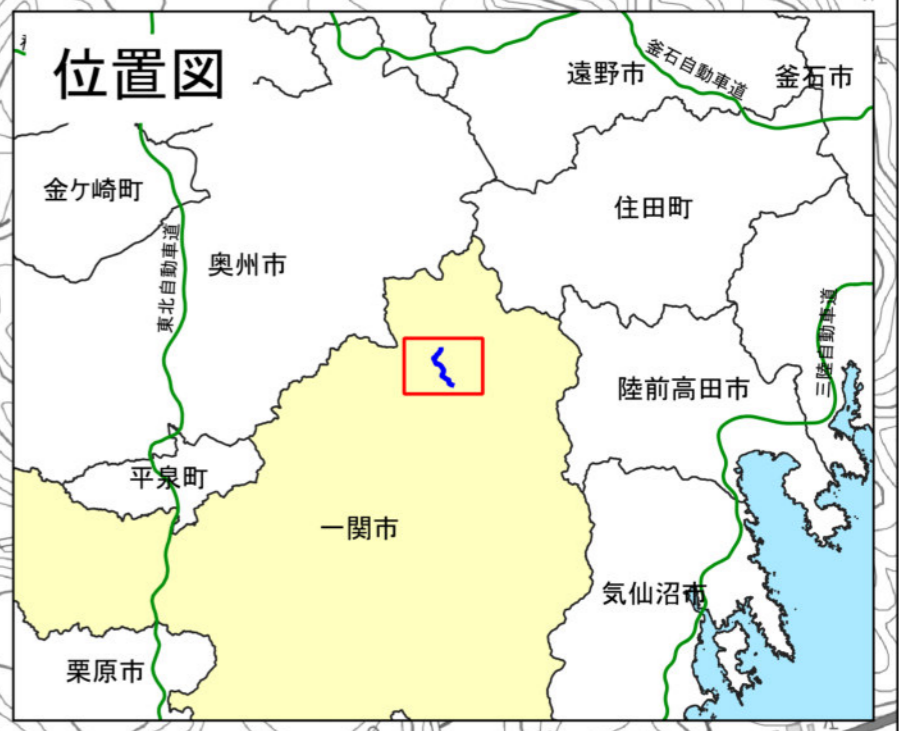 位置図
遠野市
釜石自動車道
釜石市
金ケ崎町
住田町
東北自動車道
奥州市
三陸自動車道
陸前高田市
平泉町
一関市
気仙沼市
栗原市